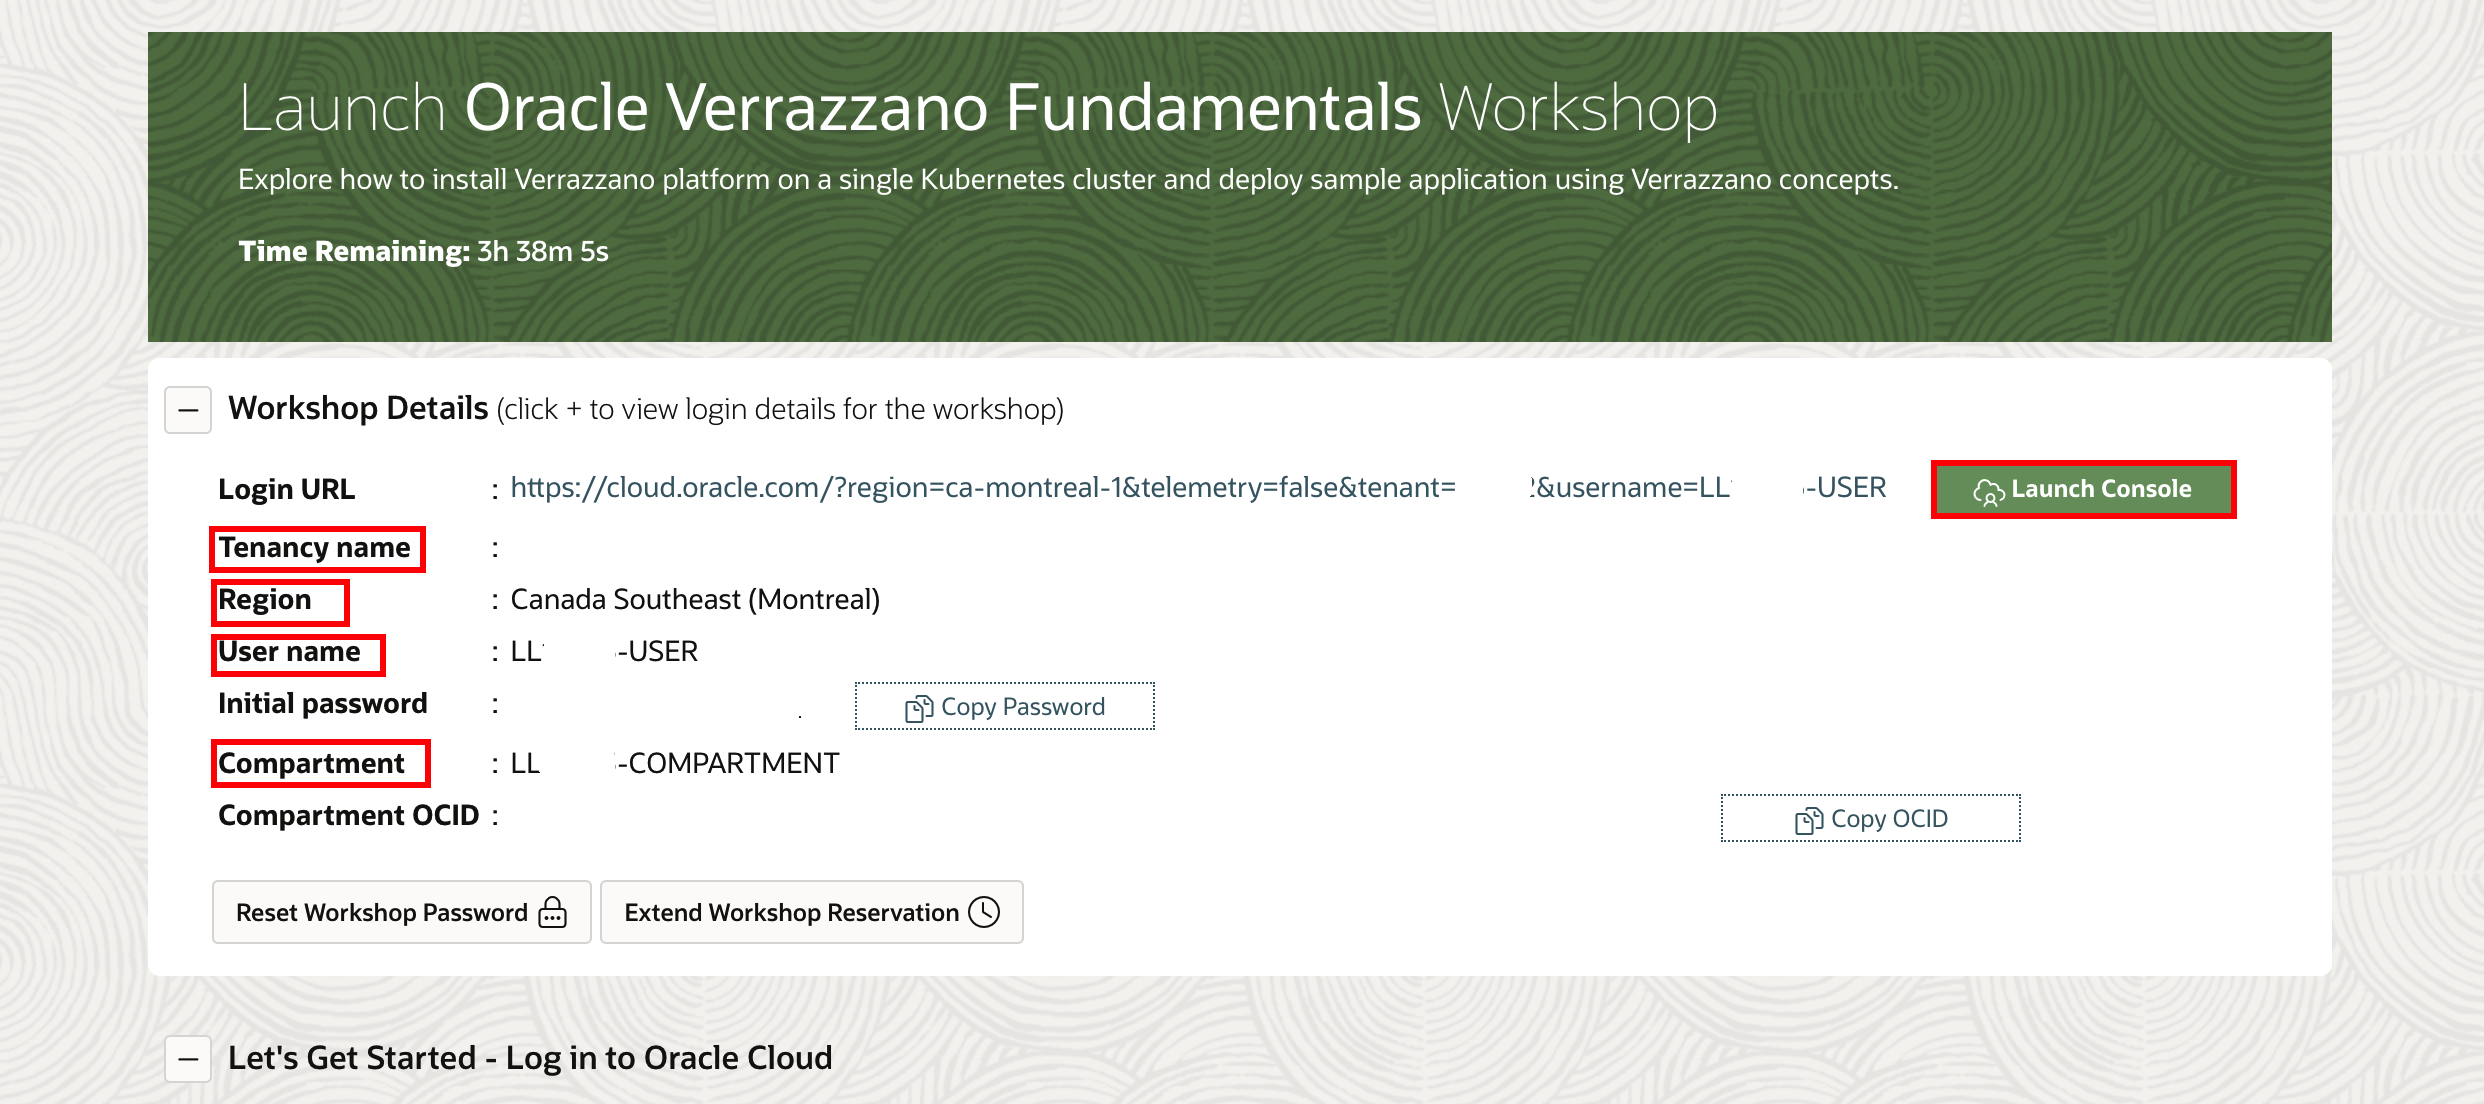 Launch Oracle Verrazzano Fundamentals Workshop
Explore how to install Verrazzano platform on a single Kubernetes cluster and deploy sample application using Verrazzano concepts.
Time Remaining: 3h 38m 5s
Workshop Details (click + to view login details for the workshop)
Login URL : https://cloud.oracle.com/?region=ca-montreal-1&telemetry=false&tenant= &username=LL -USER Launch Console
Tenancy name :
Region : Canada Southeast (Montreal)
User name : LL -USER
Initial password : Copy Password
Compartment : LL -COMPARTMENT
Compartment OCID : Copy OCID
Reset Workshop Password Extend Workshop Reservation
Let's Get Started - Log in to Oracle Cloud